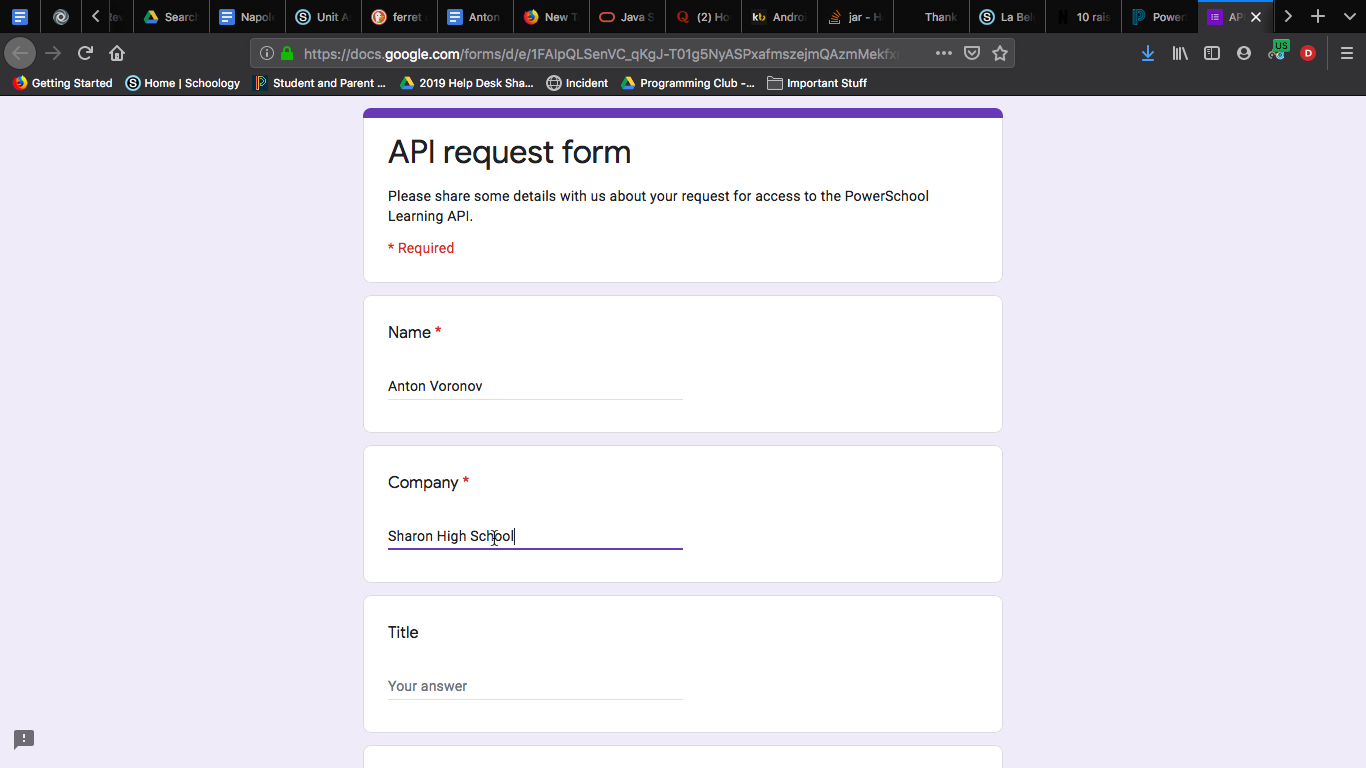 Search
Napol
Unit A
ferret
Anton
New T
Java S
(2) Ho
Andro
jar - H
Thank
La Bel
10 rais
Power
AP
https://docs.google.com/forms/d/e/1FAIpQLSenVC_qKgJ-T01g5NyASPxafmszejmQAzmMekfx
US
D
Getting Started
Home | Schoology
Student and Parent ...
2019 Help Desk Sha...
Incident
Programming Club -...
Important Stuff
API request form
Please share some details with us about your request for access to the PowerSchool
Learning API.
* Required
Name *
Anton Voronov
Company *
Sharon High School
Title
Your answer